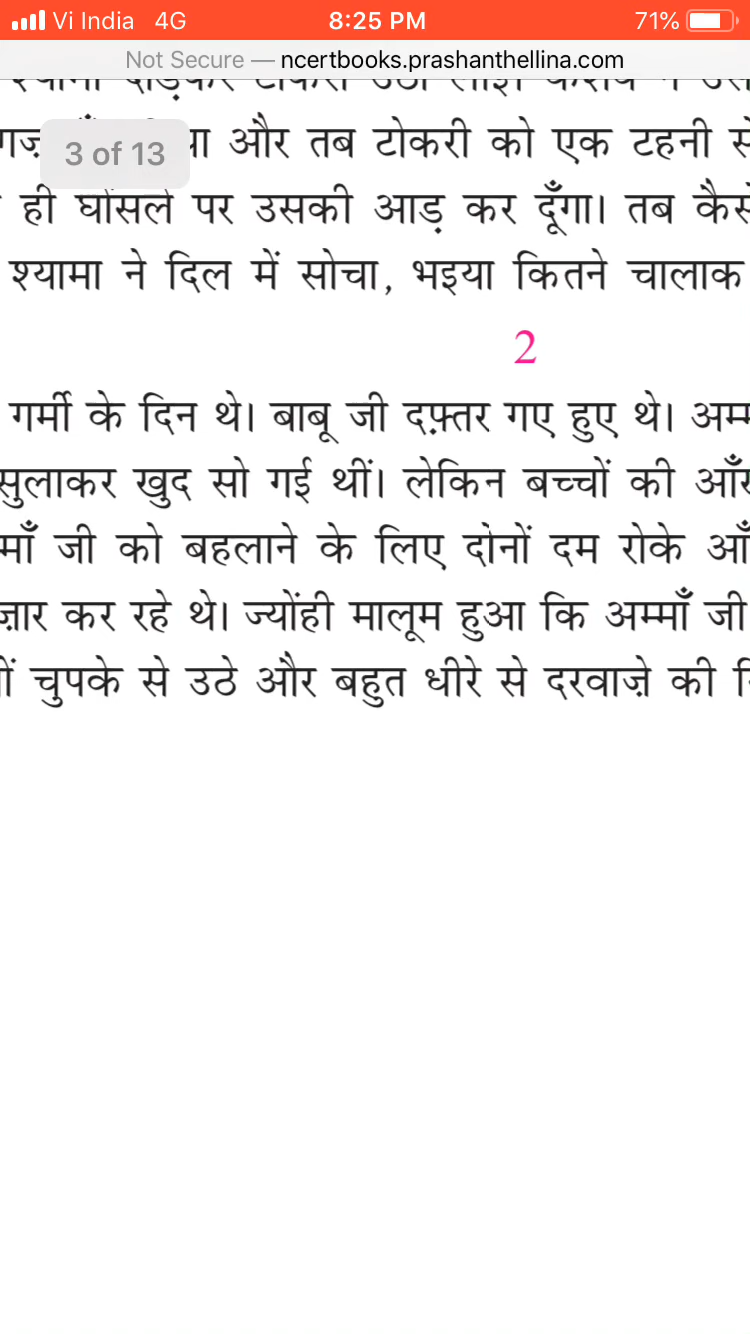 Vi India 4G 8:25 PM 71%
Not Secure — ncertbooks.prashanthellina.com
3 of 13
और तब टोकरी को एक टहनी से
ही घोंसले पर उसकी आड़ कर दूँगा। तब कैसे
श्यामा ने दिल में सोचा, भइया कितने चालाक
2
गर्मी के दिन थे। बाबू जी दफ़्तर गए हुए थे।
सुलाकर खुद सो गई थीं। लेकिन बच्चों की
जी को बहलाने के लिए दोनों दम रोके
कर रहे थे। ज्योंही मालूम हुआ कि अम्माँ जी
चुपके से उठे और बहुत धीरे से दरवाज़े की